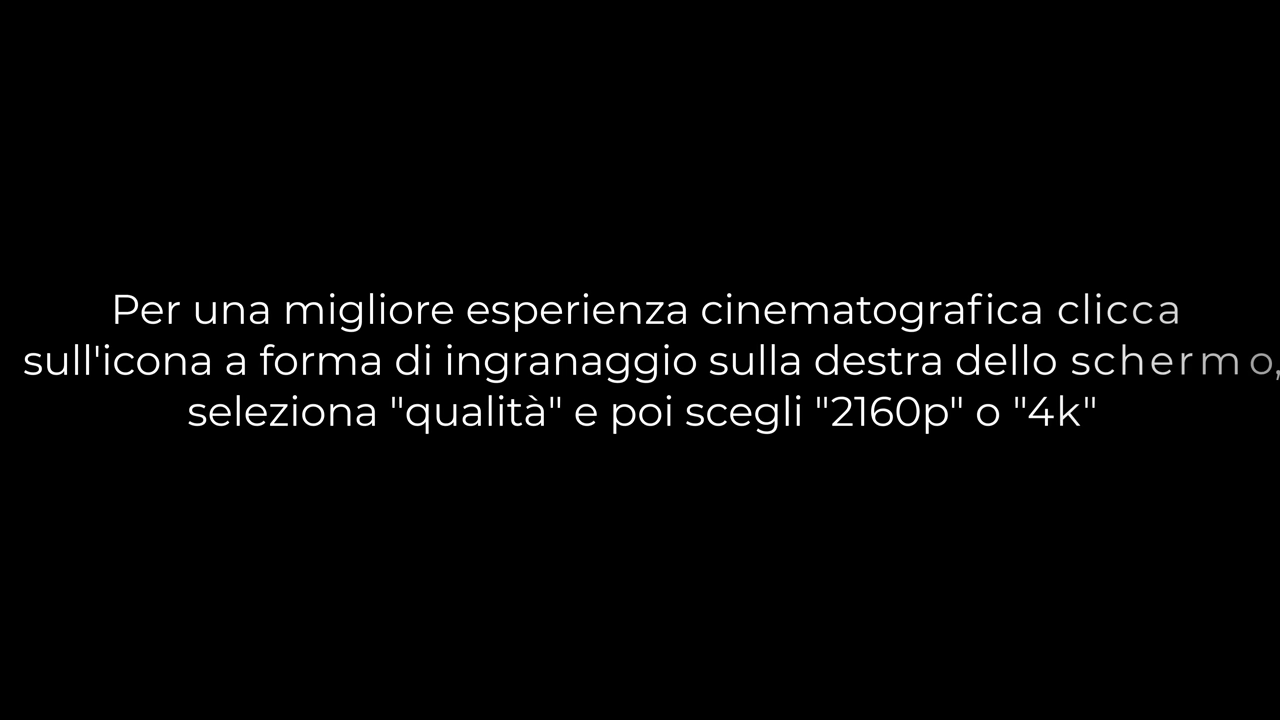 Per una migliore esperienza cinematografica clicca
sull'icona a forma di ingranaggio sulla destra dello schermo,
seleziona "qualità" e poi scegli "2160p" o "4k"